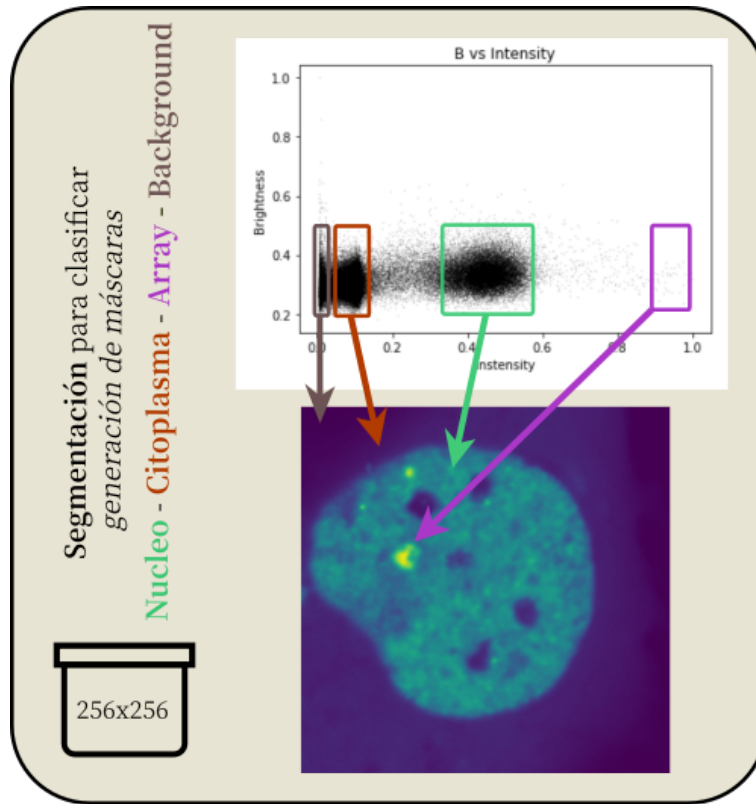 Segmentación para clasificar
generación de máscaras
Nucleo - Citoplasma - Array - Background
256x256
B vs Intensity
Brightness
1.0
0.8
0.6
0.4
0.2
0.0 0.2 0.4 0.6 0.8 1.0
Instensity